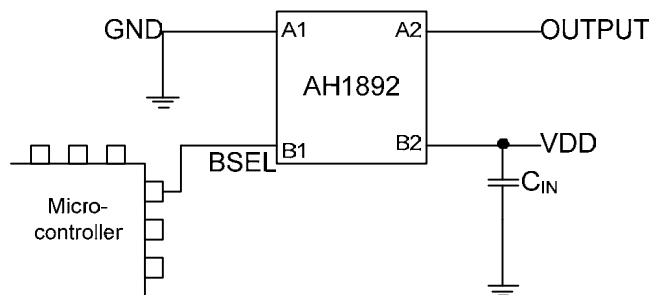 GND
A1
A2
OUTPUT
AH1892
BSEL
B1
B2
VDD
CIN
Micro-
controller